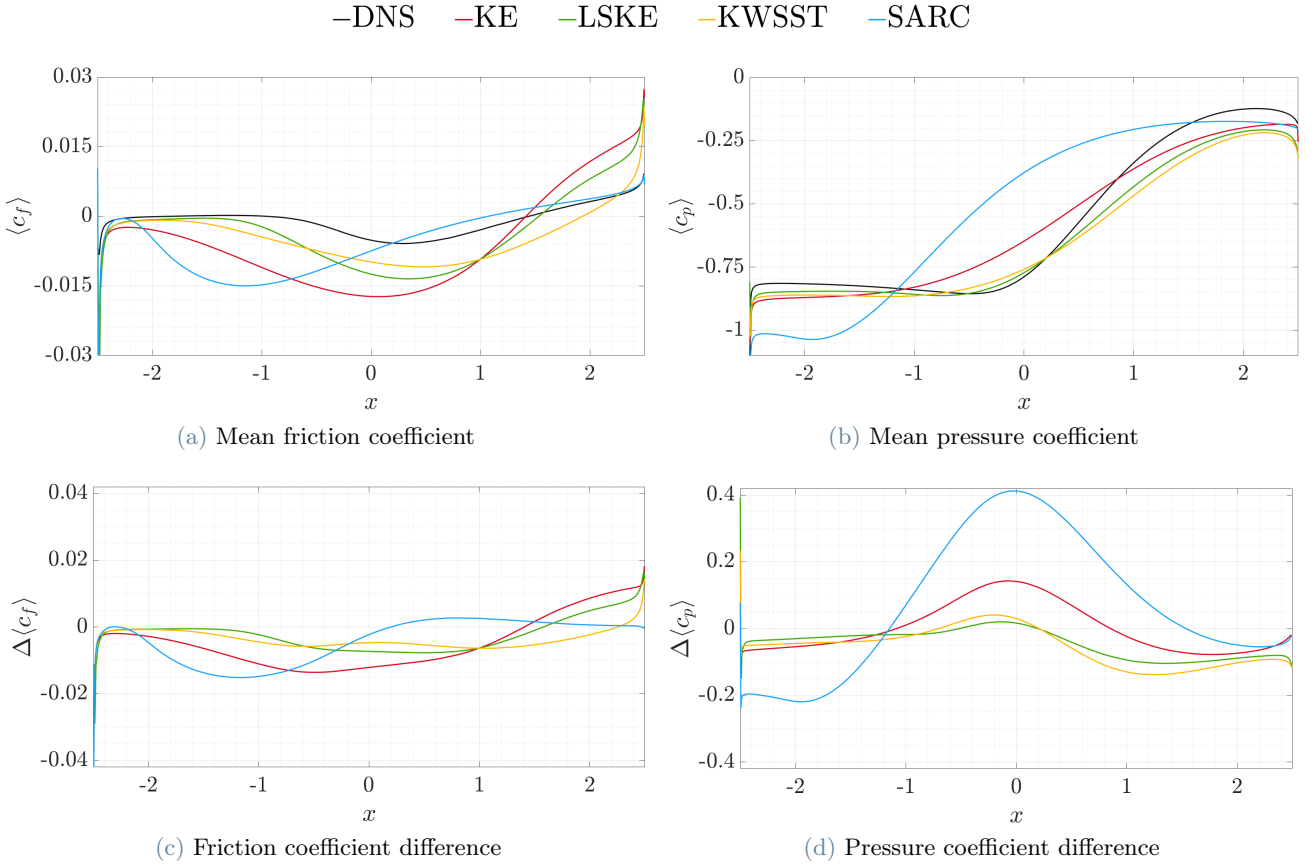 DNS KE LSKE KWSST SARC
0.03
0.015
0
-0.015
-0.03
⟨c_f⟩
-2 -1 0 1 2
x
(a) Mean friction coefficient
0
-0.25
-0.5
-0.75
-1
⟨c_p⟩
-2 -1 0 1 2
x
(b) Mean pressure coefficient
0.04
0.02
0
-0.02
-0.04
Δ⟨c_f⟩
-2 -1 0 1 2
x
(c) Friction coefficient difference
0.4
0.2
0
-0.2
-0.4
Δ⟨c_p⟩
-2 -1 0 1 2
x
(d) Pressure coefficient difference